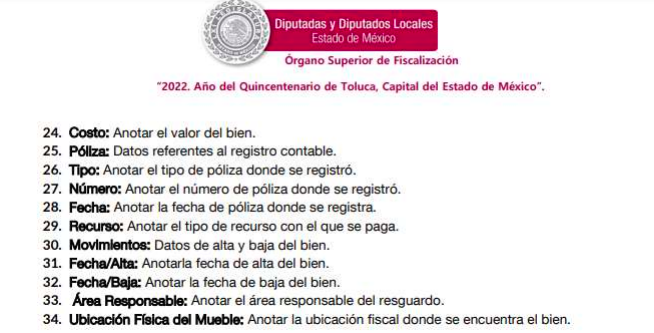 Diputadas y Diputados Locales
Estado de México
Órgano Superior de Fiscalización
"2022. Año del Quincentenario de Toluca, Capital del Estado de México".
24. Costo: Anotar el valor del bien.
25. Póliza: Datos referentes al registro contable.
26. Tipo: Anotar el tipo de póliza donde se registró.
27. Número: Anotar el número de póliza donde se registró.
28. Fecha: Anotar la fecha de póliza donde se registra.
29. Recurso: Anotar el tipo de recurso con el que se paga.
30. Movimientos: Datos de alta y baja del bien.
31. Fecha/Alta: Anotarla fecha de alta del bien.
32. Fecha/Baja: Anotar la fecha de baja del bien.
33. Área Responsable: Anotar el área responsable del resguardo.
34. Ubicación Física del Mueble: Anotar la ubicación fiscal donde se encuentra el bien.